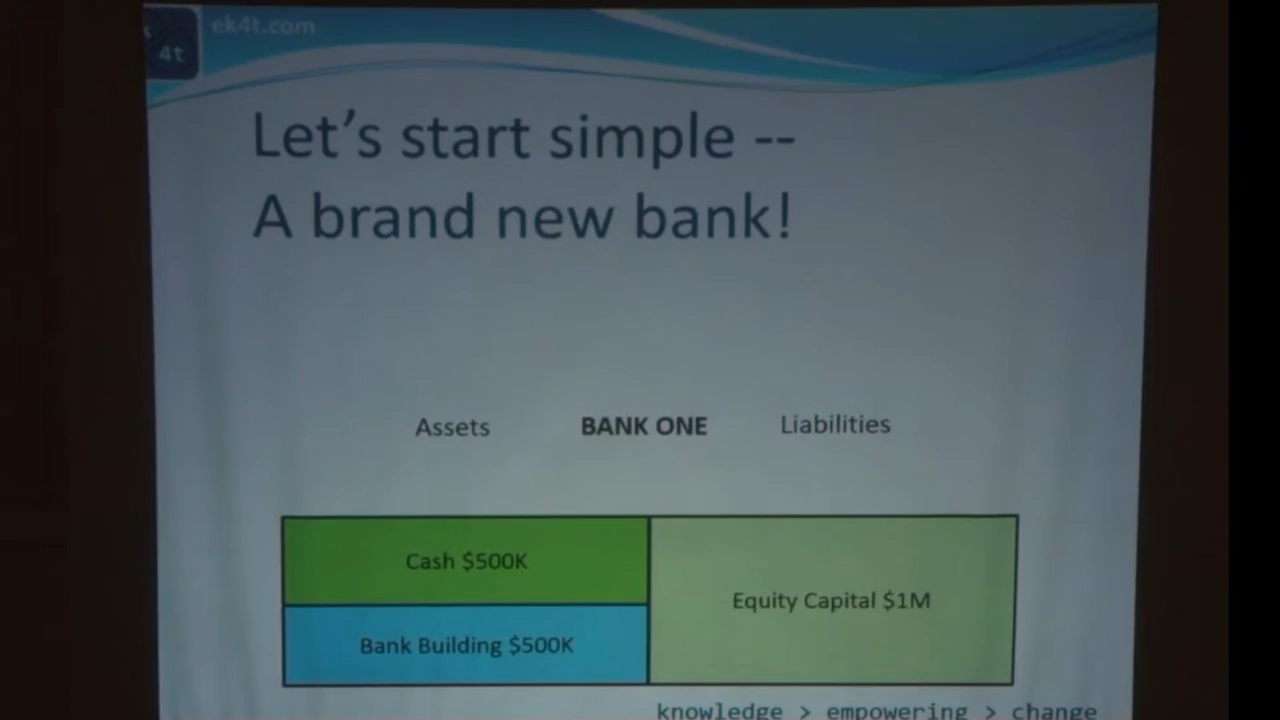 ek4t.com
4t
Let's start simple --
A brand new bank!
Assets BANK ONE Liabilities
Cash $500K
Equity Capital $1M
Bank Building $500K
knowledge > empowering > change